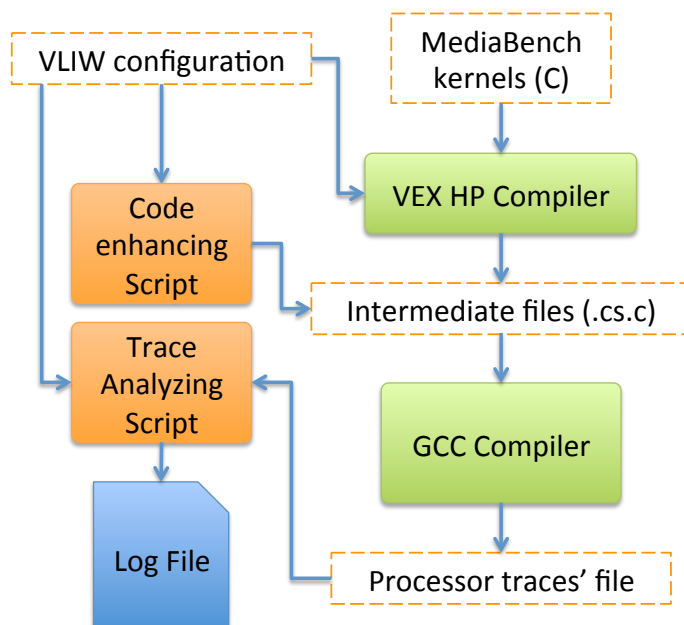 VLIW configuration
MediaBench
kernels (C)
Code
enhancing
Script
VEX HP Compiler
Intermediate files (.cs.c)
Trace
Analyzing
Script
GCC Compiler
Log File
Processor traces’ file